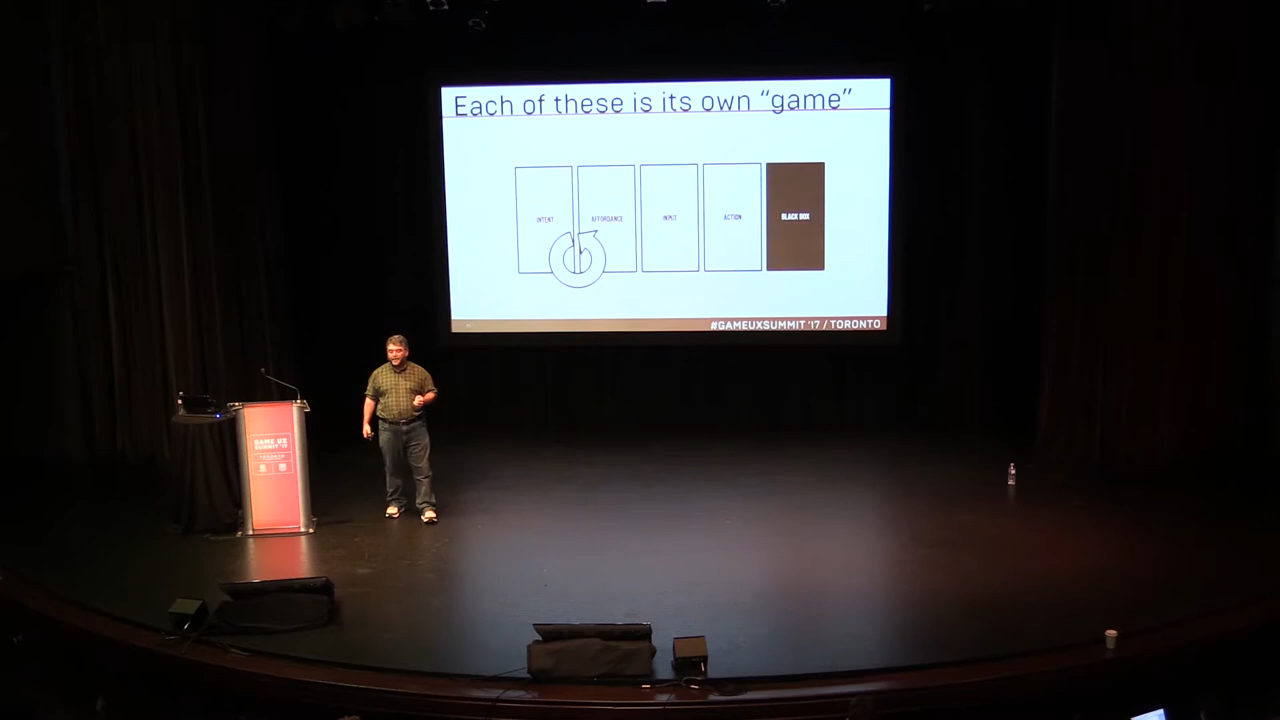 Each of these is its own “game”
INTENT
AFFORDANCE
INPUT
ACTION
BLACK BOX
#GAMEUXSUMMIT '17 / TORONTO
GAME UX
SUMMIT '17
TORONTO